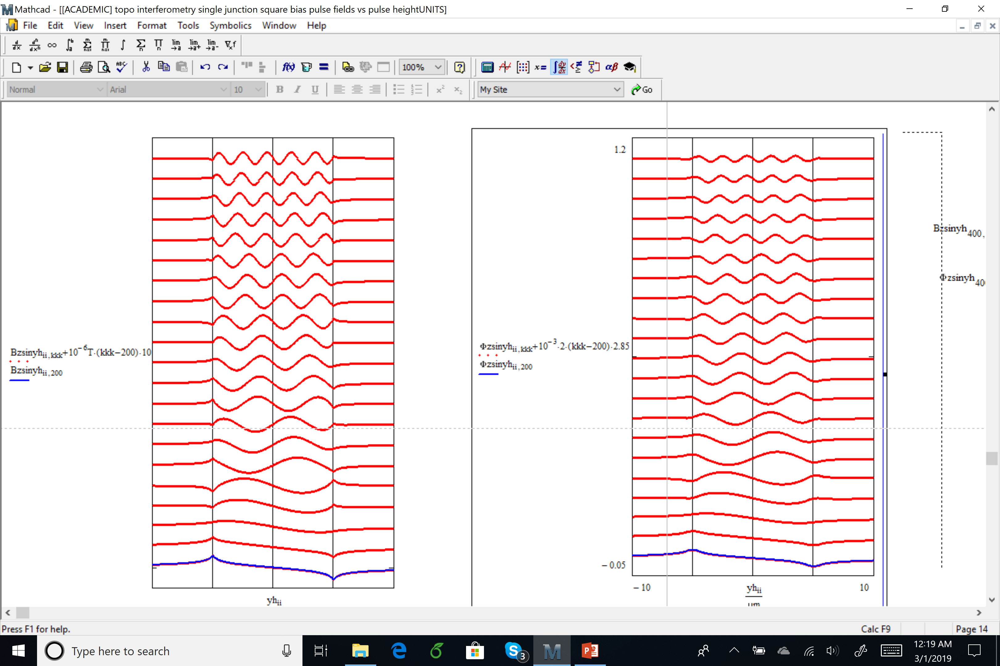 Mathcad - [[ACADEMIC] topo interferometry single junction square bias pulse fields vs pulse heightUNITS]
File Edit View Insert Format Tools Symbolics Window Help
100%
Normal Arial 10 B I U My Site Go
1.2
Bzsinyh400,
Φzsinyh40
Bzsinyhii,kkk+10^-6T·(kkk−200)·10
Bzsinyhii,200
Φzsinyhii,kkk+10^-3·2·(kkk−200)·2.85
Φzsinyhii,200
−0.05
−10 yhii 10
μm
yhii
Press F1 for help. Calc F9 Page 14
Type here to search
3
12:19 AM
3/1/2019